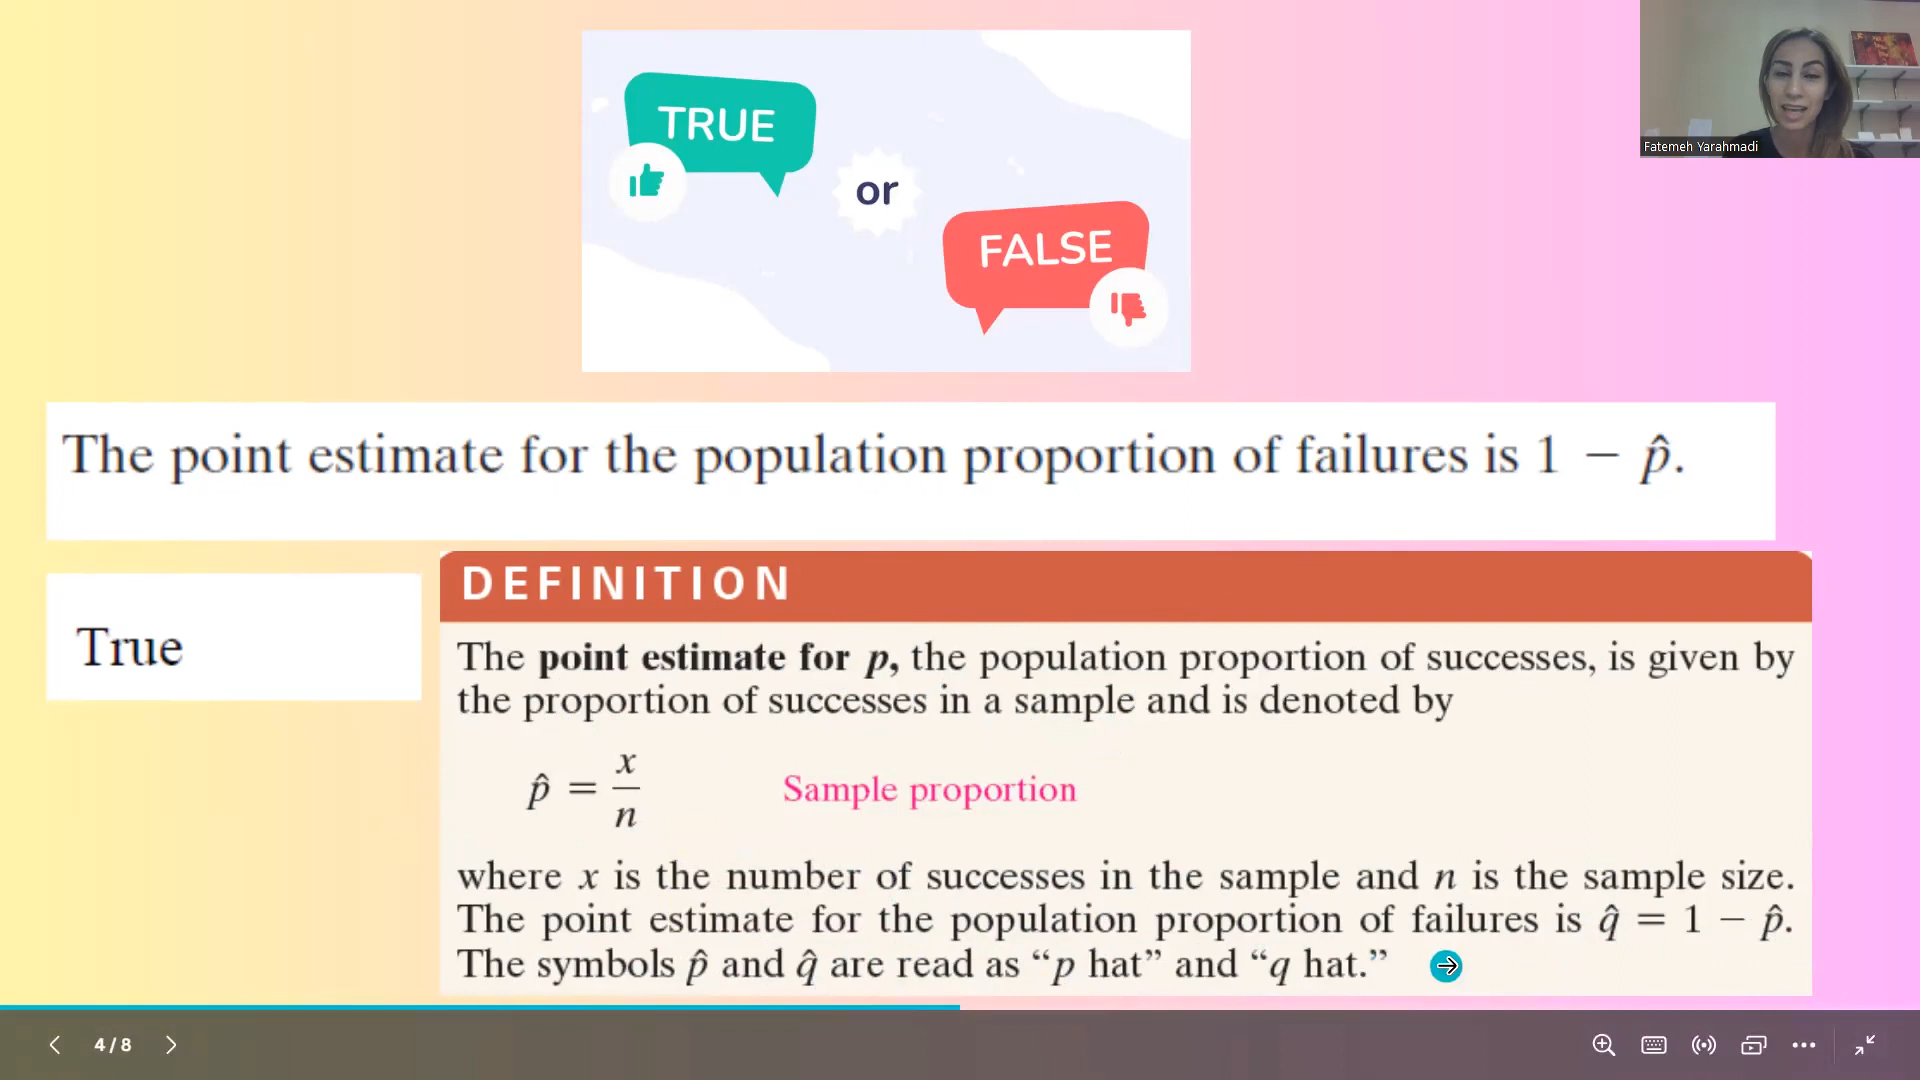 TRUE
or
FALSE
Fatemeh Yarahmadi
The point estimate for the population proportion of failures is 1 − p̂.
True
DEFINITION
The point estimate for p, the population proportion of successes, is given by
the proportion of successes in a sample and is denoted by
p̂ = x/n Sample proportion
where x is the number of successes in the sample and n is the sample size.
The point estimate for the population proportion of failures is q̂ = 1 − p̂.
The symbols p̂ and q̂ are read as “p hat” and “q hat.”
4 / 8